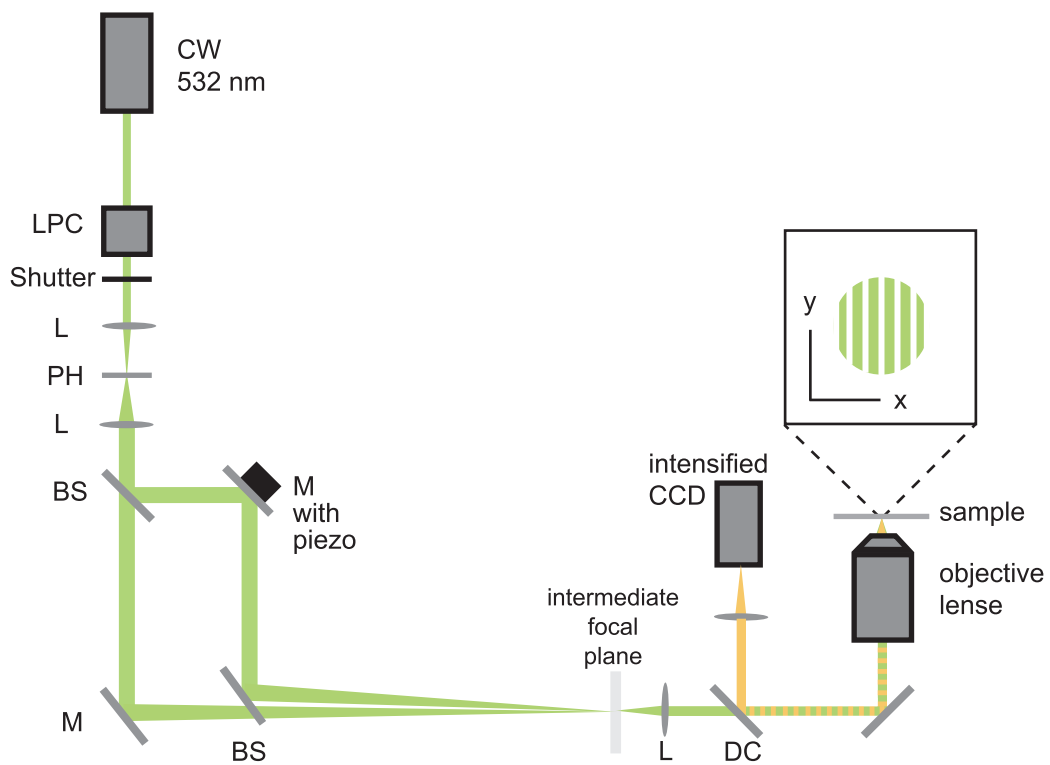 CW
532 nm
LPC
Shutter
L
PH
L
BS
M
with
piezo
M
BS
intermediate
focal
plane
L
DC
intensified
CCD
y
x
sample
objective
lense